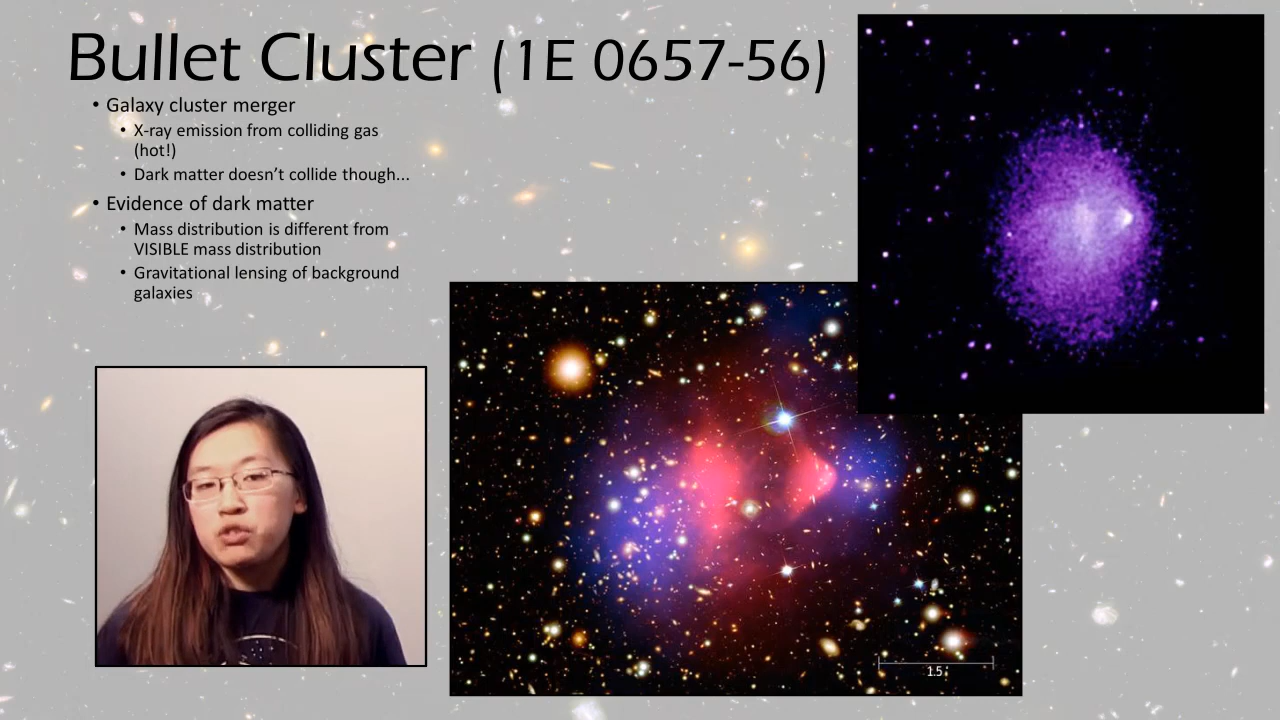 Bullet Cluster (1E 0657-56)
• Galaxy cluster merger
• X-ray emission from colliding gas
(hot!)
• Dark matter doesn’t collide though...
• Evidence of dark matter
• Mass distribution is different from
VISIBLE mass distribution
• Gravitational lensing of background
galaxies
1.5'